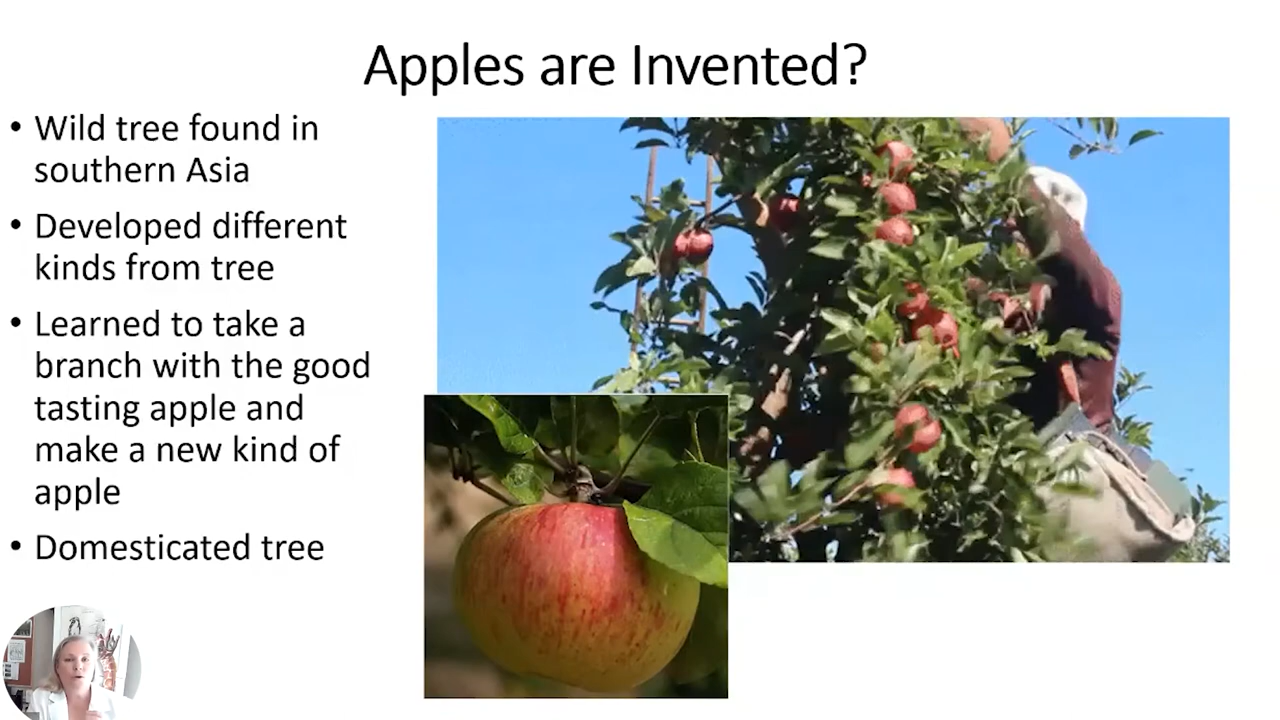 Apples are Invented?
• Wild tree found in
southern Asia
• Developed different
kinds from tree
• Learned to take a
branch with the good
tasting apple and
make a new kind of
apple
• Domesticated tree